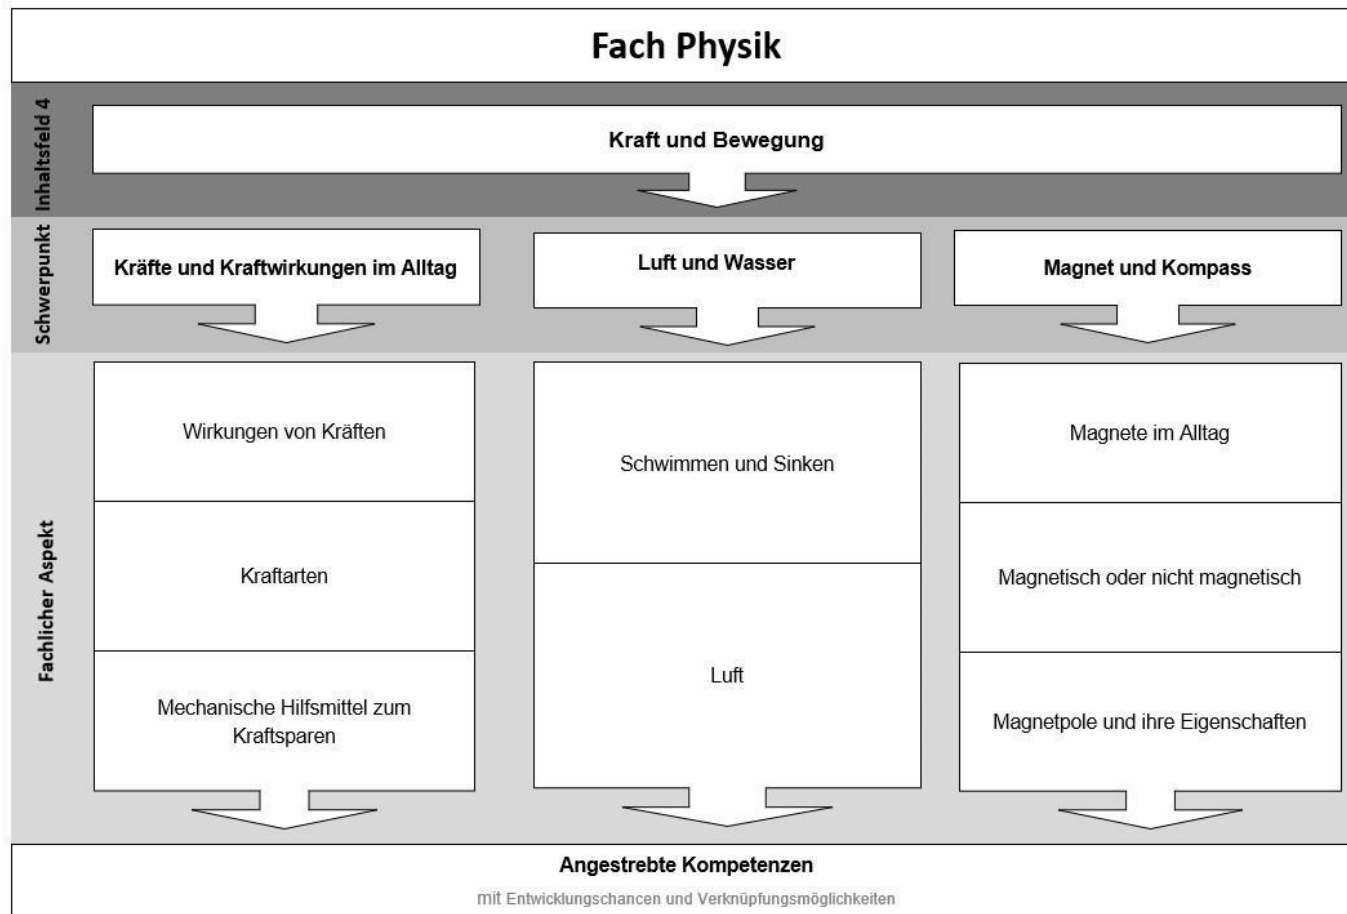 Fach Physik
Inhaltsfeld 4
Kraft und Bewegung
Schwerpunkt
Kräfte und Kraftwirkungen im Alltag
Luft und Wasser
Magnet und Kompass
Fachlicher Aspekt
Wirkungen von Kräften
Kraftarten
Mechanische Hilfsmittel zum
Kraftsparen
Schwimmen und Sinken
Luft
Magnete im Alltag
Magnetisch oder nicht magnetisch
Magnetpole und ihre Eigenschaften
Angestrebte Kompetenzen
mit Entwicklungschancen und Verknüpfungsmöglichkeiten